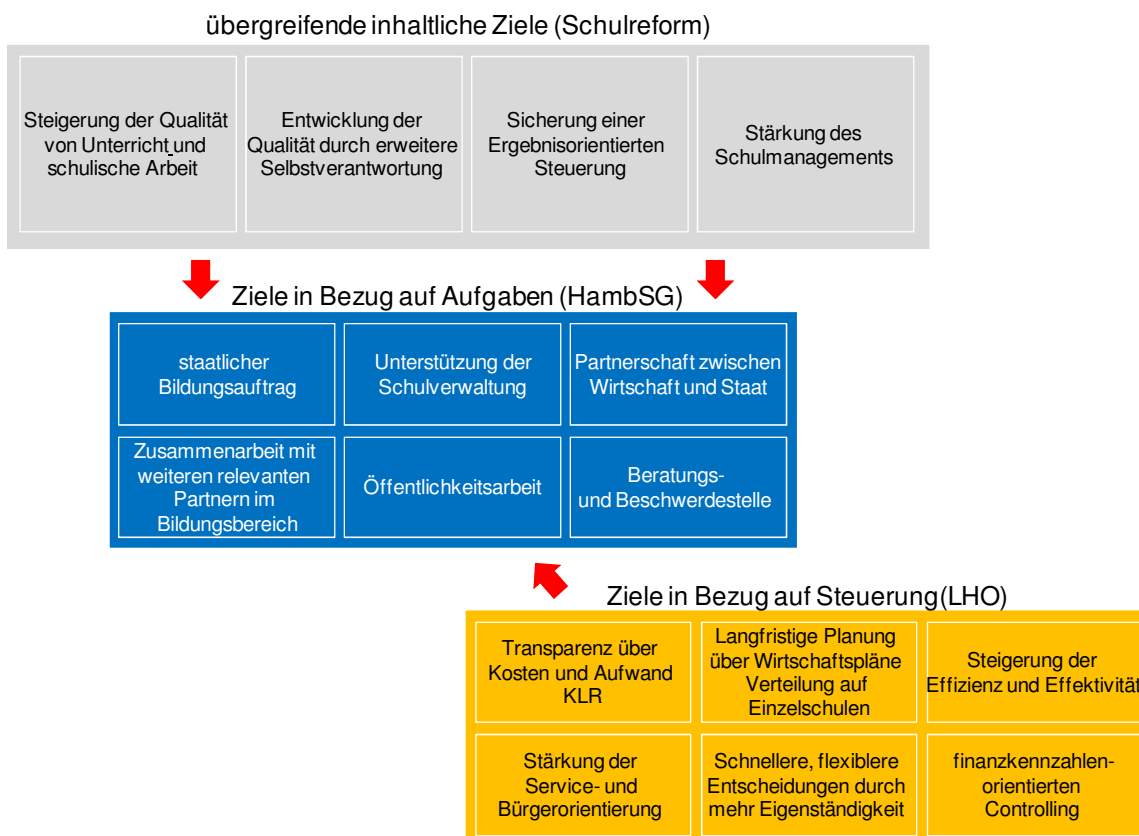 übergreifende inhaltliche Ziele (Schulreform)
Steigerung der Qualität
von Unterricht und
schulische Arbeit
Entwicklung der
Qualität durch erweitere
Selbstverantwortung
Sicherung einer
Ergebnisorientierten
Steuerung
Stärkung des
Schulmanagements
Ziele in Bezug auf Aufgaben (HambSG)
staatlicher
Bildungsauftrag
Unterstützung der
Schulverwaltung
Partnerschaft zwischen
Wirtschaft und Staat
Zusammenarbeit mit
weiteren relevanten
Partnern im
Bildungsbereich
Öffentlichkeitsarbeit
Beratungs-
und Beschwerdestelle
Ziele in Bezug auf Steuerung (LHO)
Transparenz über
Kosten und Aufwand
KLR
Langfristige Planung
über Wirtschaftspläne
Verteilung auf
Einzelschulen
Steigerung der
Effizienz und Effektivität
Stärkung der
Service- und
Bürgerorientierung
Schnellere, flexiblere
Entscheidungen durch
mehr Eigenständigkeit
finanzkennzahlen-
orientierten
Controlling